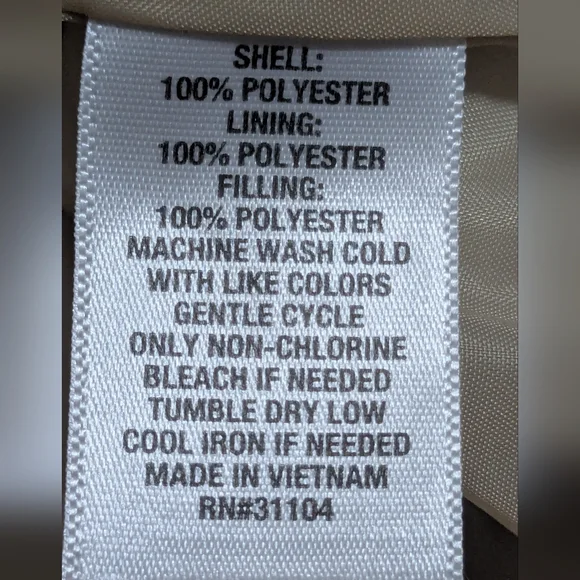 SHELL:
100% POLYESTER
LINING:
100% POLYESTER
FILLING:
100% POLYESTER
MACHINE WASH COLD
WITH LIKE COLORS
GENTLE CYCLE
ONLY NON-CHLORINE
BLEACH IF NEEDED
TUMBLE DRY LOW
COOL IRON IF NEEDED
MADE IN VIETNAM
RN#31104